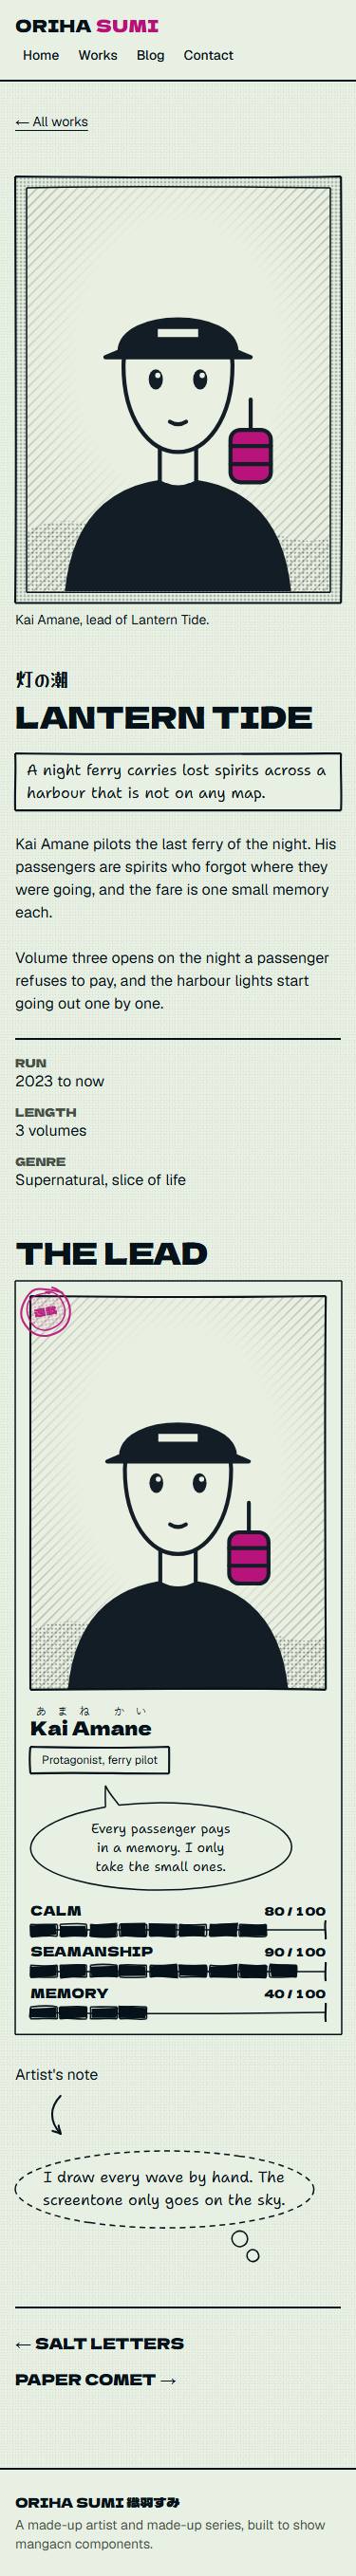 ORIHA SUMI
Home Works Blog Contact
← All works
Kai Amane, lead of Lantern Tide.
灯の潮
LANTERN TIDE
A night ferry carries lost spirits across a
harbour that is not on any map.
Kai Amane pilots the last ferry of the night. His
passengers are spirits who forgot where they
were going, and the fare is one small memory
each.
Volume three opens on the night a passenger
refuses to pay, and the harbour lights start
going out one by one.
RUN
2023 to now
LENGTH
3 volumes
GENRE
Supernatural, slice of life
THE LEAD
あまね かい
Kai Amane
Protagonist, ferry pilot
Every passenger pays
in a memory. I only
take the small ones.
CALM 80 / 100
SEAMANSHIP 90 / 100
MEMORY 40 / 100
Artist's note
I draw every wave by hand. The
screentone only goes on the sky.
← SALT LETTERS
PAPER COMET →
ORIHA SUMI 織羽すみ
A made-up artist and made-up series, built to show
mangacn components.